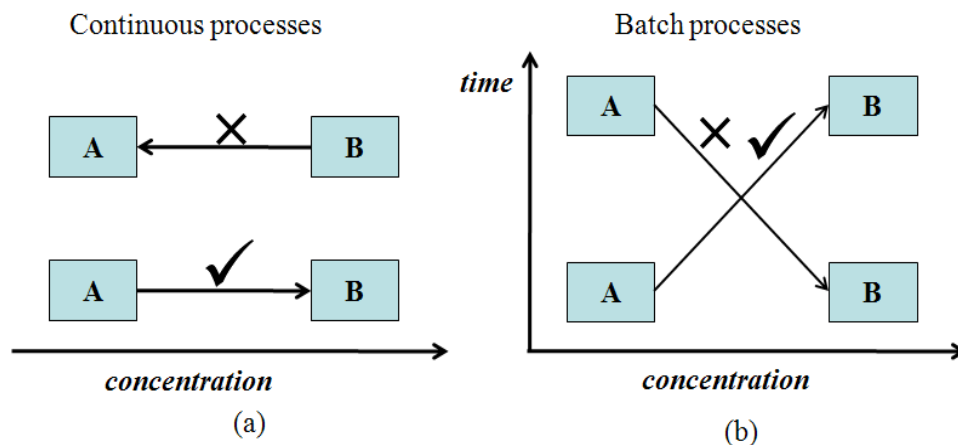 Continuous processes
A
B
A
B
concentration
(a)
Batch processes
time
A
B
A
B
concentration
(b)